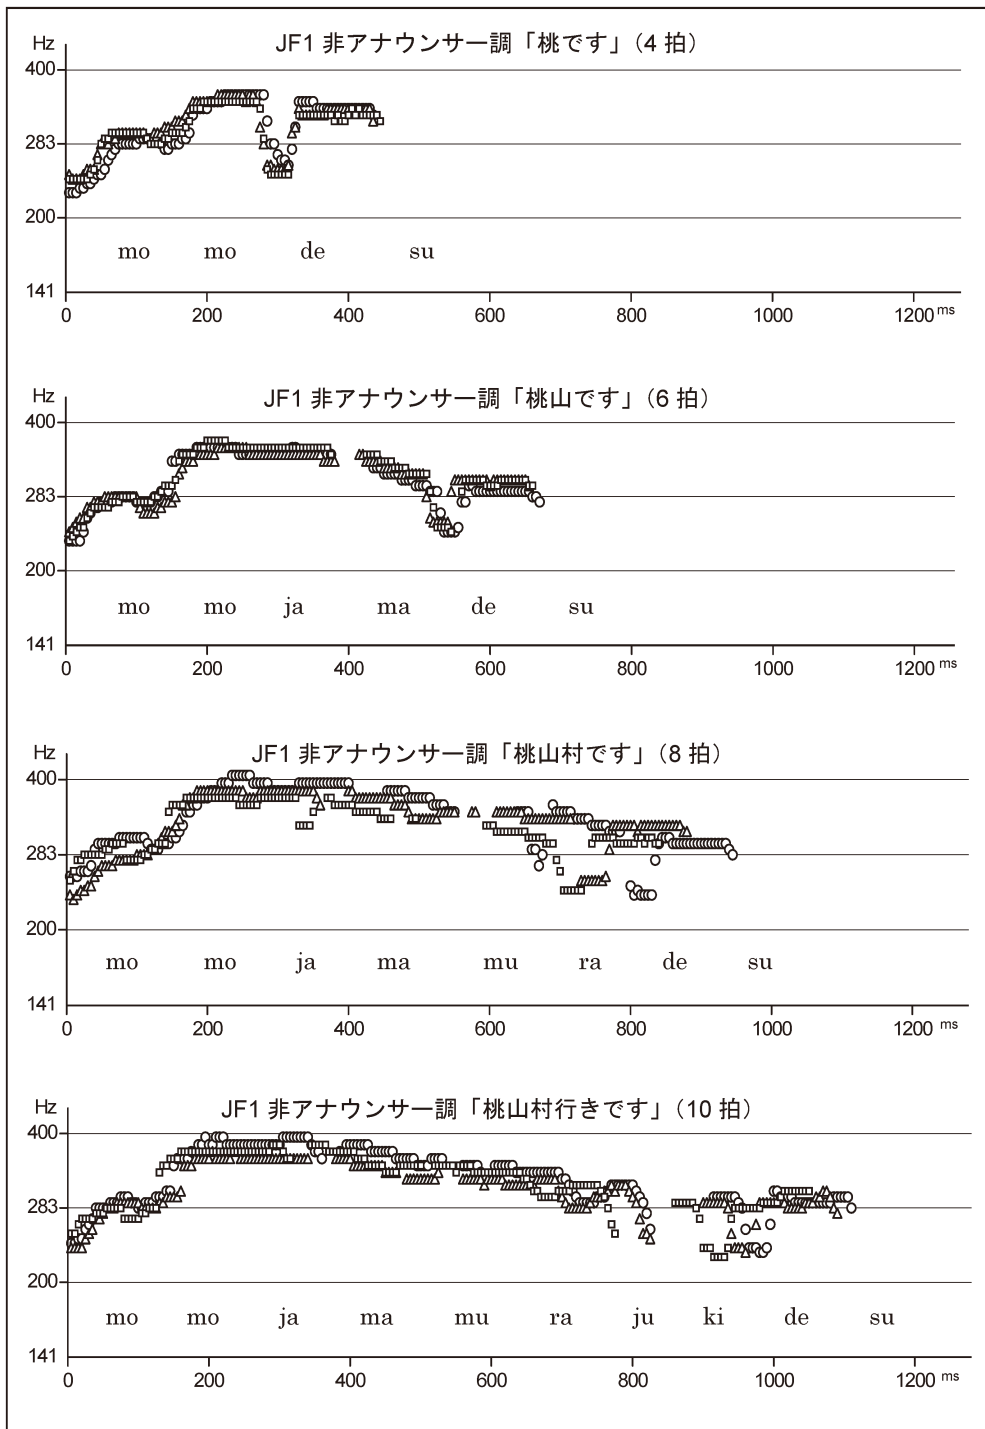 JF1 非アナウンサー調「桃です」（4 拍）
Hz
400
283
200
mo mo de su
141
0 200 400 600 800 1000 1200 ms
JF1 非アナウンサー調「桃山です」（6 拍）
Hz
400
283
200
mo mo ja ma de su
141
0 200 400 600 800 1000 1200 ms
JF1 非アナウンサー調「桃山村です」（8 拍）
Hz
400
283
200
mo mo ja ma mu ra de su
141
0 200 400 600 800 1000 1200 ms
JF1 非アナウンサー調「桃山村行きです」（10 拍）
Hz
400
283
200
mo mo ja ma mu ra ju ki de su
141
0 200 400 600 800 1000 1200 ms